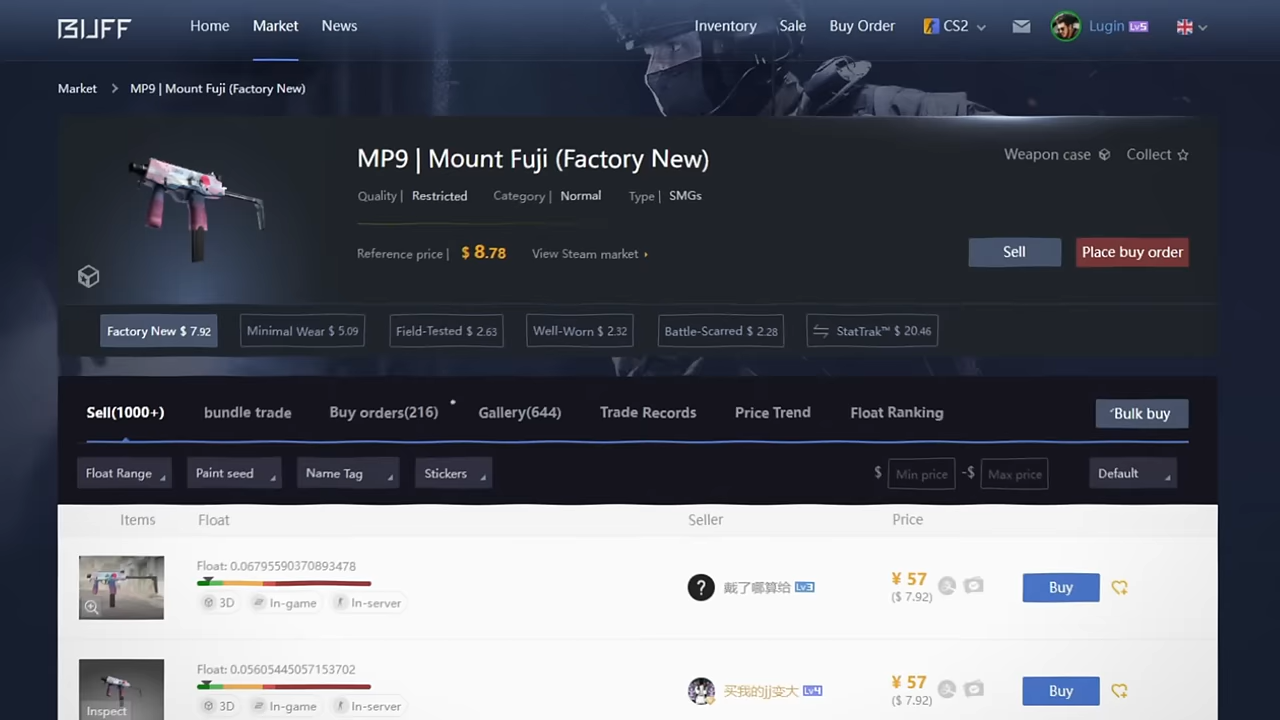 BUFF Home Market News Inventory Sale Buy Order CS2 Lugin Lv5
Market > MP9 | Mount Fuji (Factory New)
MP9 | Mount Fuji (Factory New)
Weapon case Collect
Quality | Restricted Category | Normal Type | SMGs
Reference price | $ 8.78 View Steam market
Sell Place buy order
Factory New $ 7.92 Minimal Wear $ 5.09 Field-Tested $ 2.63 Well-Worn $ 2.32 Battle-Scarred $ 2.28 StatTrak™ $ 20.46
Sell(1000+) bundle trade Buy orders(216) Gallery(644) Trade Records Price Trend Float Ranking Bulk buy
Float Range Paint seed Name Tag Stickers $ Min price -$ Max price Default
Items Float Seller Price
Float: 0.06795590370893478
3D In-game In-server
? 戴了哪算给 Lv3
¥ 57
($ 7.92)
Buy
Float: 0.05605445057153702
Inspect
3D In-game In-server
买我的jj变大 Lv4
¥ 57
($ 7.92)
Buy